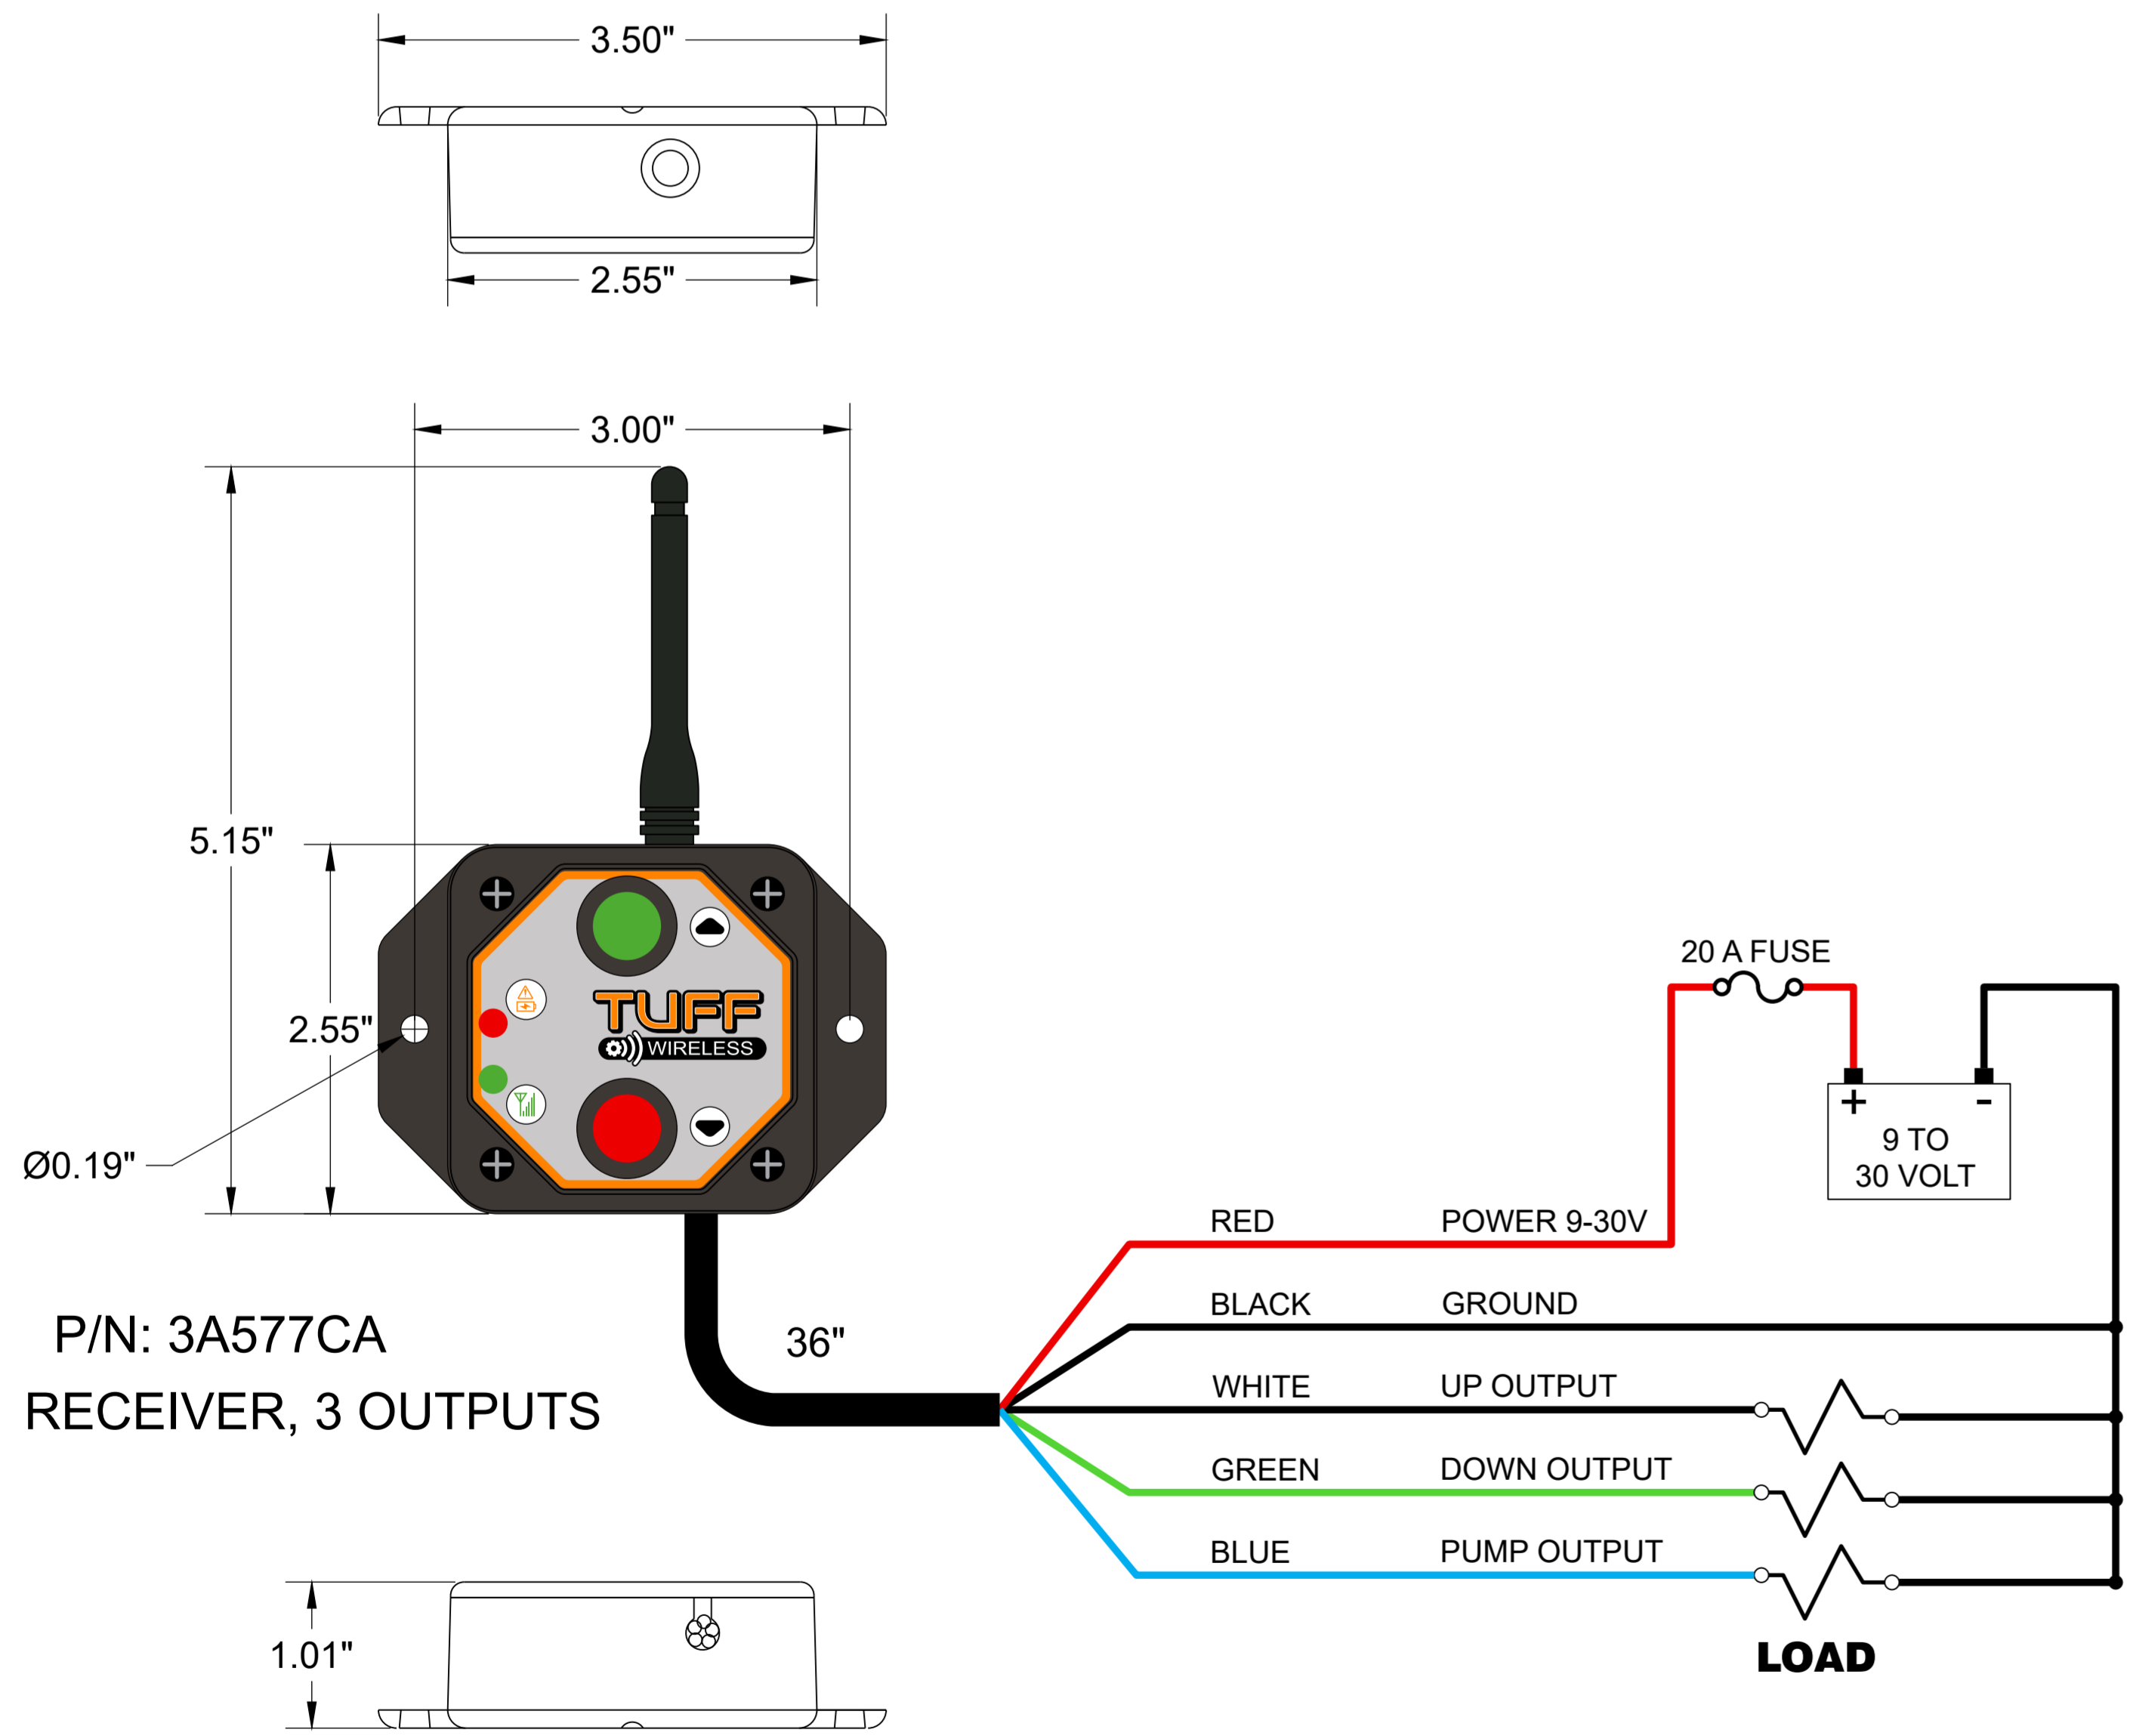 3.50"
2.55"
3.00"
5.15"
2.55"
Ø0.19"
TUFF
WIRELESS
20 A FUSE
+ -
9 TO
30 VOLT
RED POWER 9-30V
BLACK GROUND
WHITE UP OUTPUT
GREEN DOWN OUTPUT
BLUE PUMP OUTPUT
LOAD
36"
P/N: 3A577CA
RECEIVER, 3 OUTPUTS
1.01"